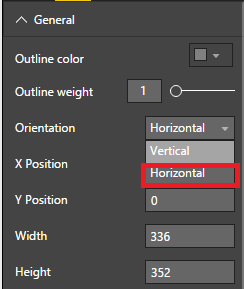 General
Outline color
Outline weight 1
Orientation Horizontal
Vertical
X Position
Horizontal
Y Position 0
Width 336
Height 352